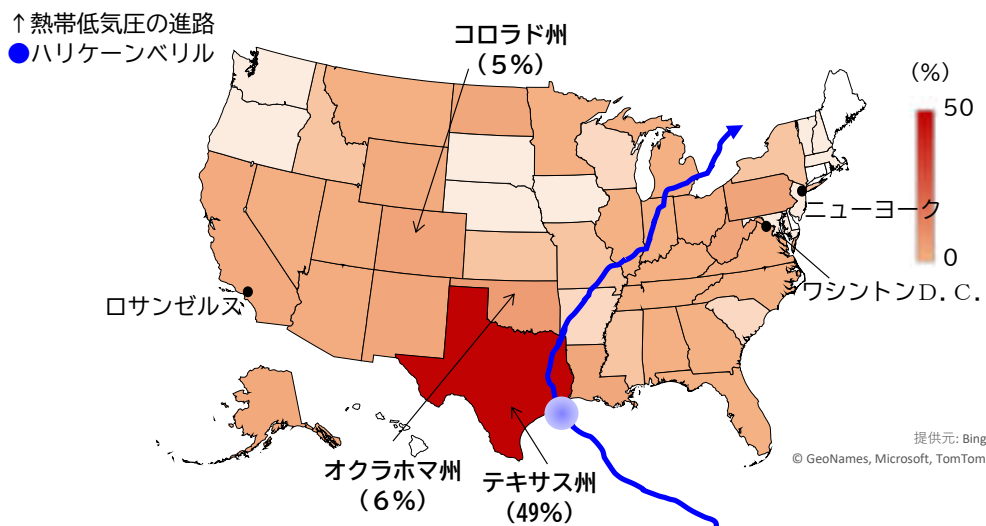 ↑熱帯低気圧の進路
●ハリケーンベリル
コロラド州
（5%）
(%)
50
0
ニューヨーク
ワシントンＤ.Ｃ.
ロサンゼルス
オクラホマ州
（6%）
テキサス州
（49%）
提供元: Bing
© GeoNames, Microsoft, TomTom